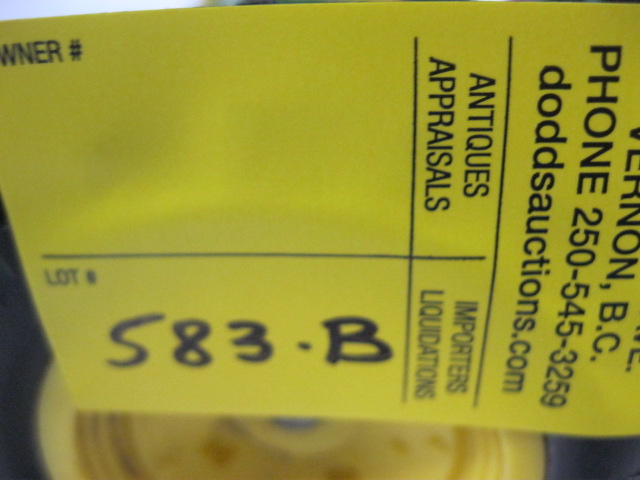 VERNON, B.C.
PHONE 250-545-3259
doddsauctions.com
ANTIQUES
APPRAISALS
IMPORTERS
LIQUIDATIONS
WNER #
LOT #
583-B